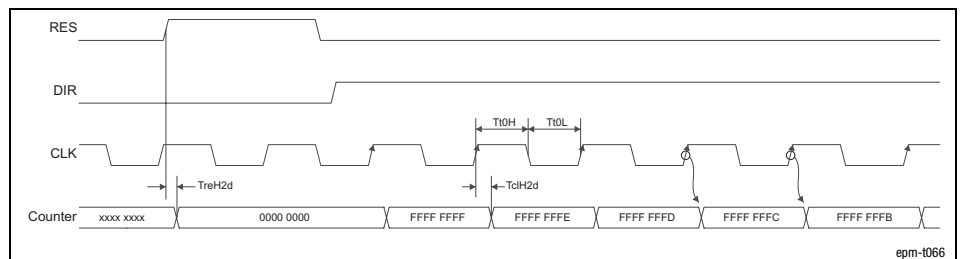 RES
DIR
Tt0H Tt0L
CLK
TreH2d TclH2d
Counter xxxx xxxx 0000 0000 FFFF FFFF FFFF FFFE FFFF FFFD FFFF FFFC FFFF FFFB
epm-t066